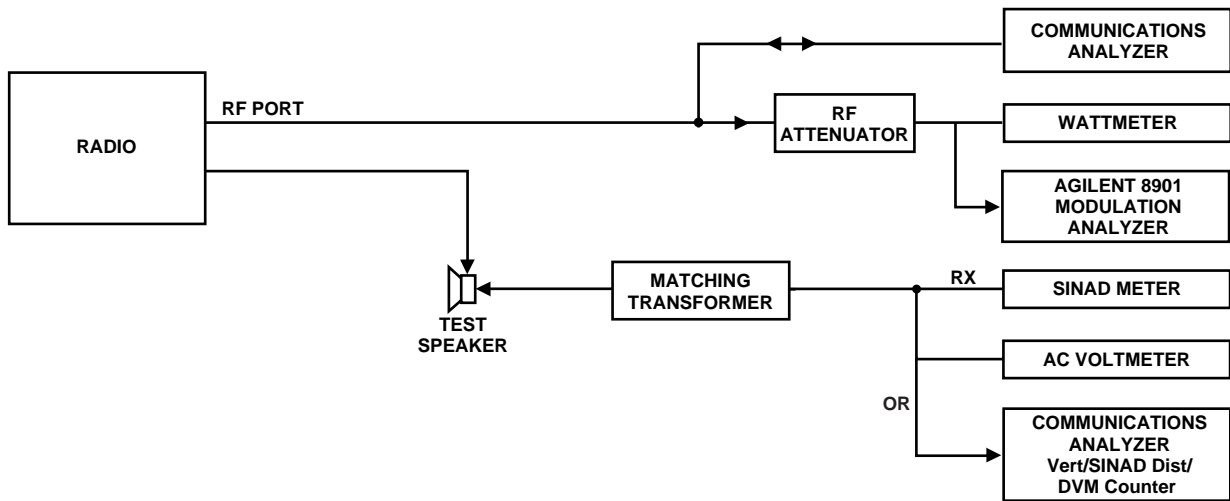 COMMUNICATIONS
ANALYZER
RF PORT
RF
ATTENUATOR
WATTMETER
RADIO
AGILENT 8901
MODULATION
ANALYZER
MATCHING
TRANSFORMER
RX
SINAD METER
TEST
SPEAKER
AC VOLTMETER
OR
COMMUNICATIONS
ANALYZER
Vert/SINAD Dist/
DVM Counter